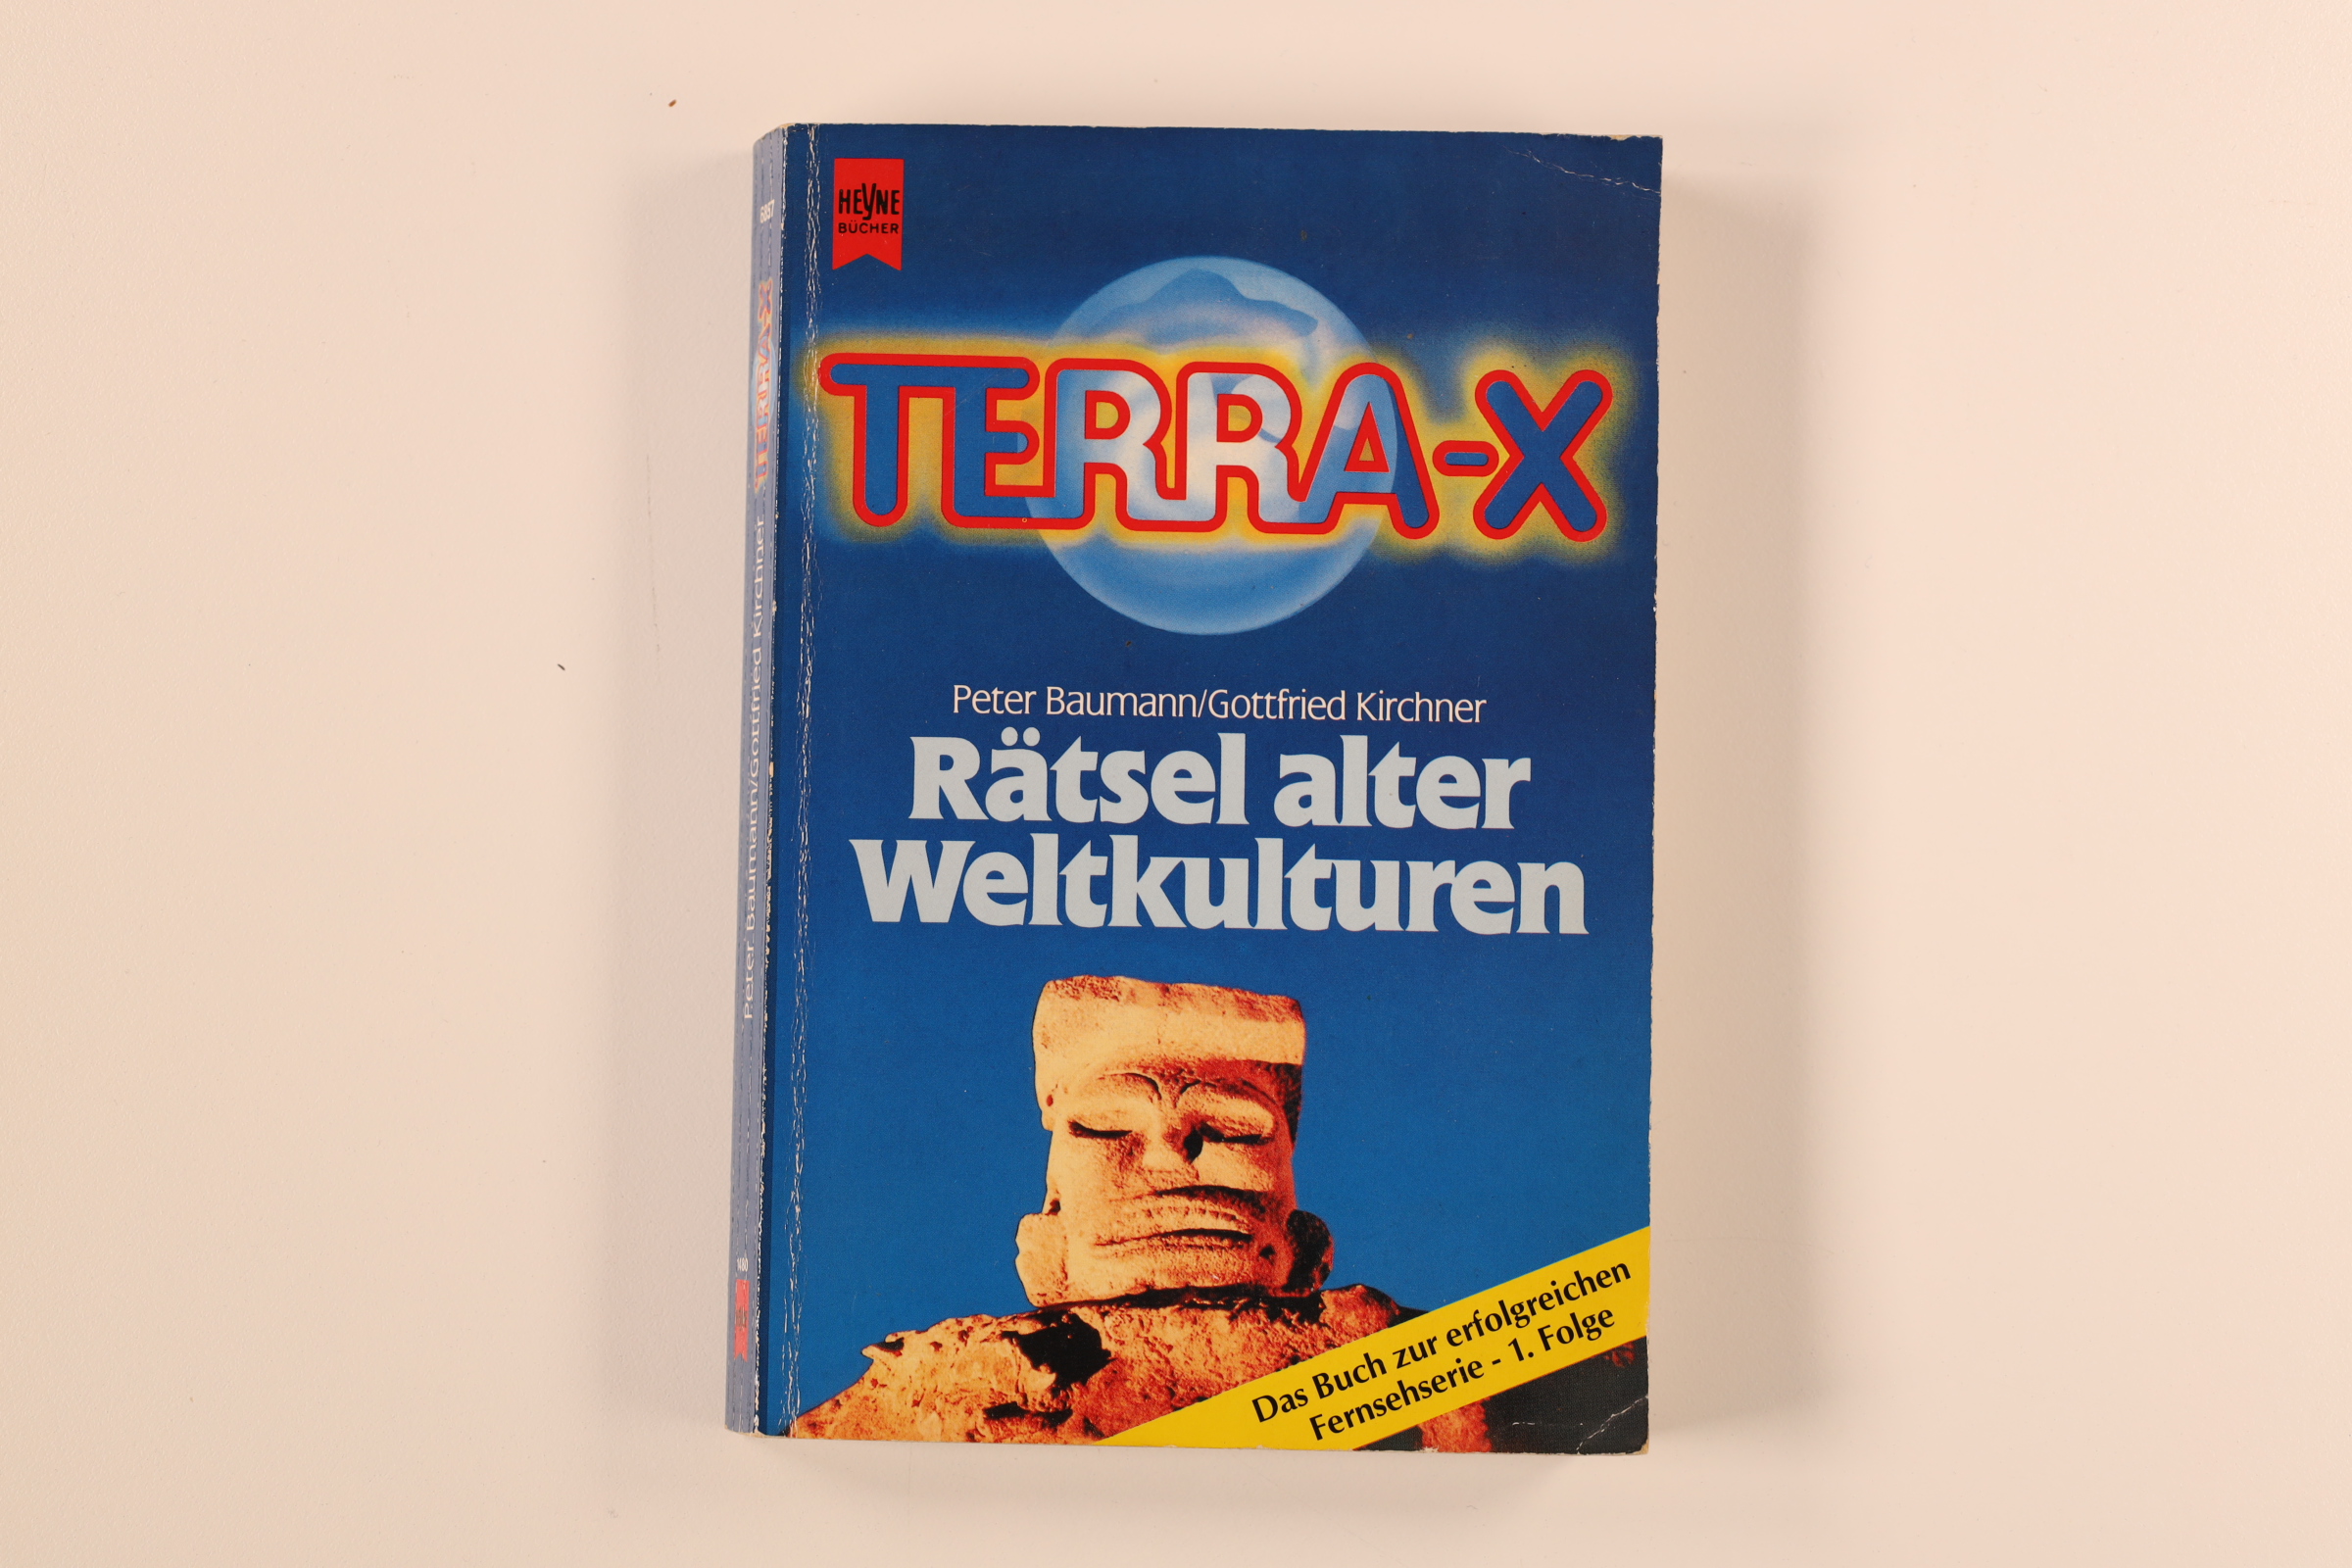 HEYNE
BÜCHER
TERRA-X
Peter Baumann/Gottfried Kirchner
Rätsel alter
Weltkulturen
Das Buch zur erfolgreichen
Fernsehserie - 1. Folge
TERRA-X
Peter Baumann/Gottfried Kirchner